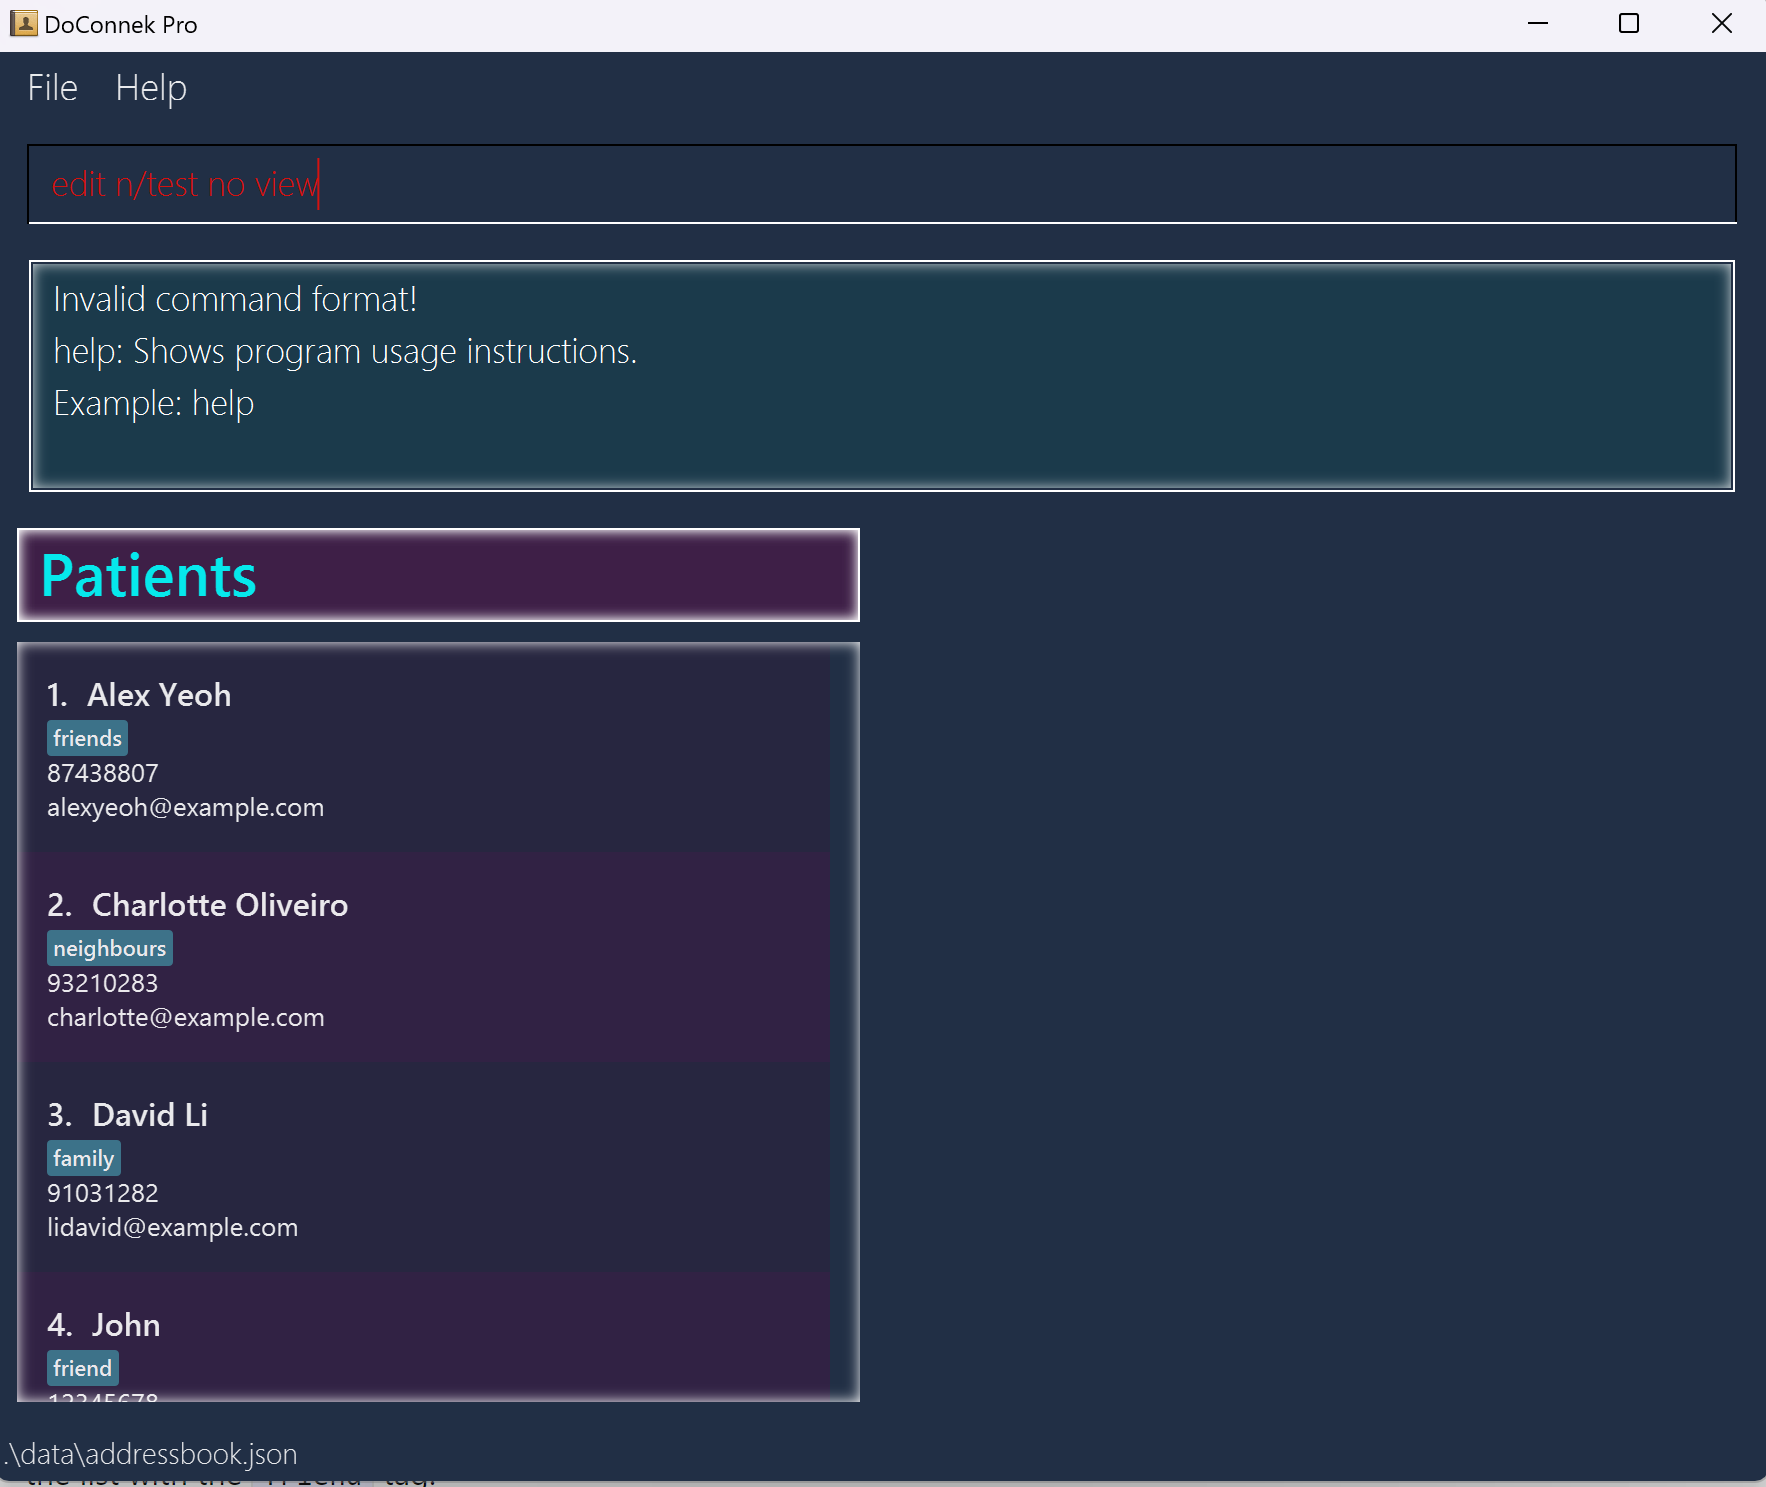 DoConnek Pro
File Help
edit n/test no view
Invalid command format!
help: Shows program usage instructions.
Example: help
Patients
1. Alex Yeoh
friends
87438807
alexyeoh@example.com
2. Charlotte Oliveiro
neighbours
93210283
charlotte@example.com
3. David Li
family
91031282
lidavid@example.com
4. John
friend
12345678
.\data\addressbook.json